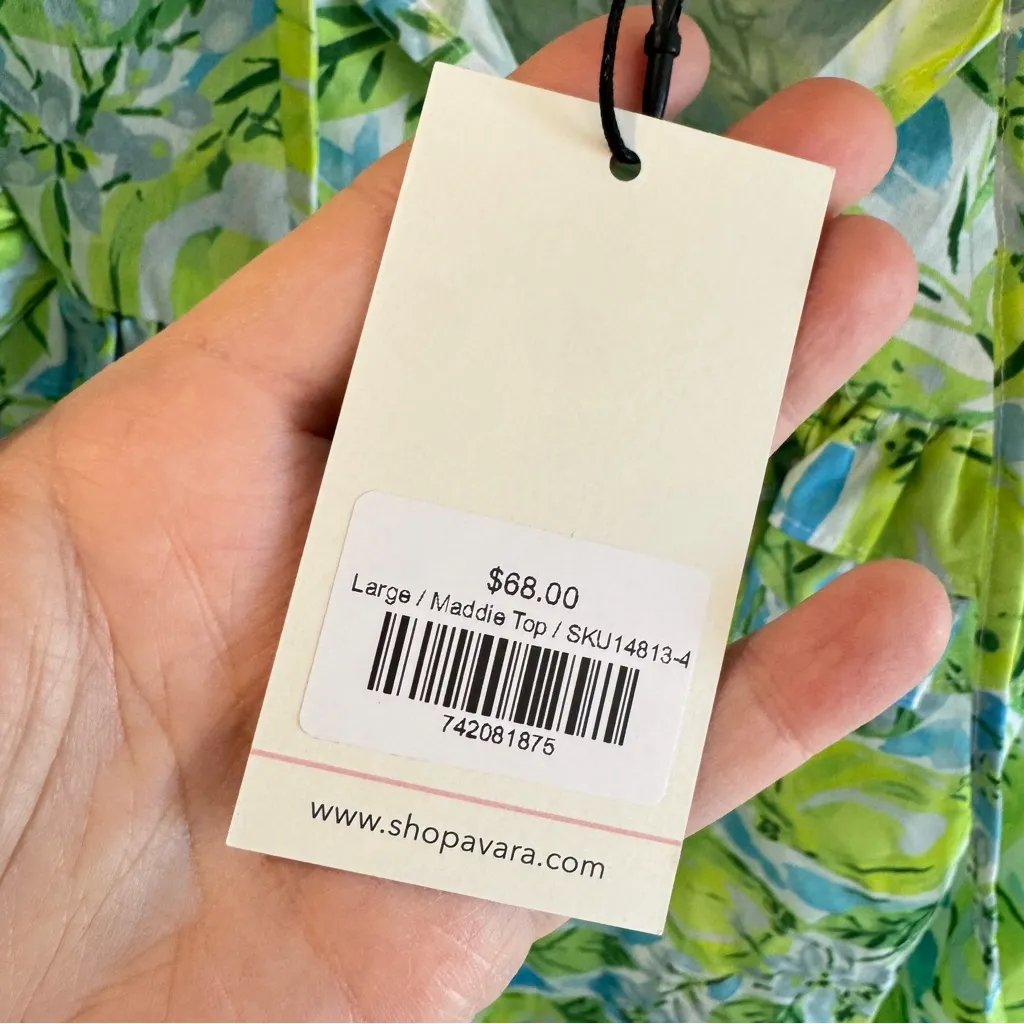 $68.00
Large / Maddie Top / SKU14813-4
742081875
www.shopavara.com